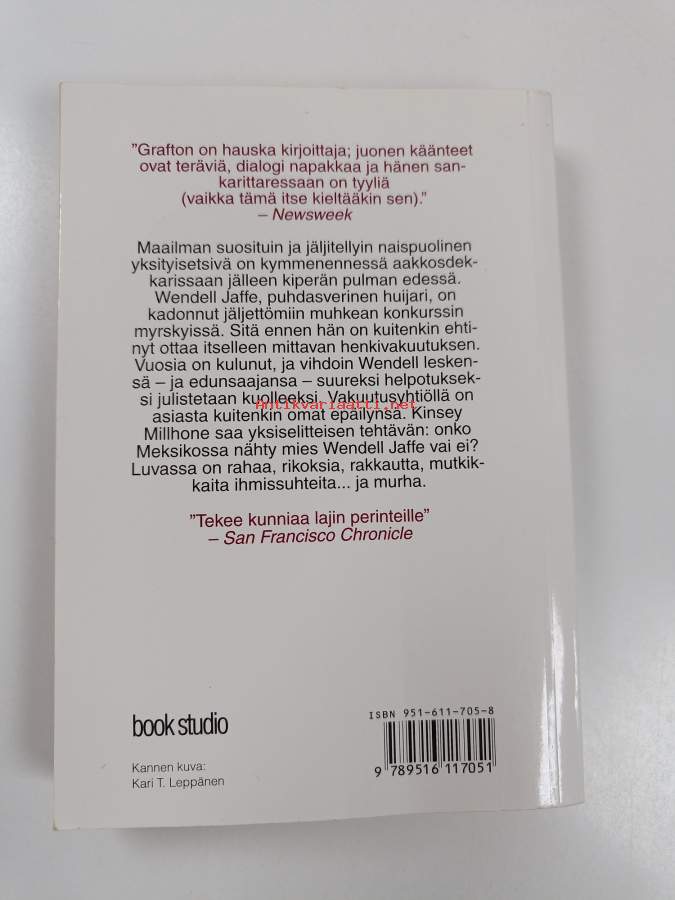 "Grafton on hauska kirjoittaja; juonen käänteet
ovat teräviä, dialogi napakkaa ja hänen san-
karittaressaan on tyyliä
(vaikka tämä itse kieltääkin sen)."
– Newsweek
Maailman suosituin ja jäljitellyin naispuolinen
yksityisetsivä on kymmenennessä aakkosdek-
karissaan jälleen kiperän pulman edessä.
Wendell Jaffe, puhdasverinen huijari, on
kadonnut jäljettömiin muhkean konkurssin
myrskyissä. Sitä ennen hän on kuitenkin ehti-
nyt ottaa itselleen mittavan henkivakuutuksen.
Vuosia on kulunut, ja vihdoin Wendell lesken-
sä – ja edunsaajansa – suureksi helpotuksek-
si julistetaan kuolleeksi. Vakuutusyhtiöllä on
Antikvariaatti.net
asiasta kuitenkin omat epäilynsä. Kinsey
Millhone saa yksiselitteisen tehtävän: onko
Meksikossa nähty mies Wendell Jaffe vai ei?
Luvassa on rahaa, rikoksia, rakkautta, mutkik-
kaita ihmissuhteita... ja murha.
"Tekee kunniaa lajin perinteille"
– San Francisco Chronicle
book studio
Kannen kuva:
Kari T. Leppänen
ISBN 951-611-705-8
9 789516 117051